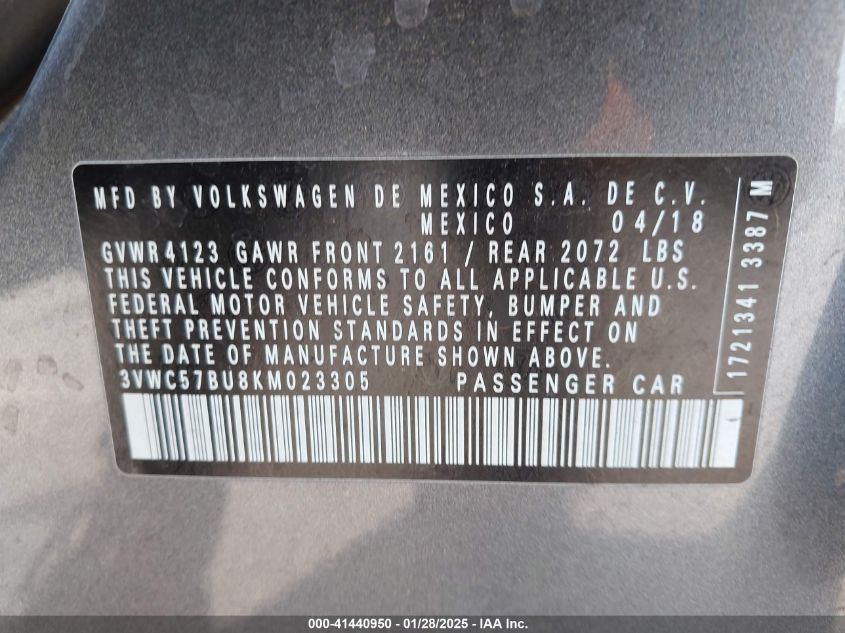 MFD BY VOLKSWAGEN DE MEXICO S.A. DE C.V.
MEXICO 04/18
GVWR 4123 GAWR FRONT 2161 / REAR 2072 LBS
THIS VEHICLE CONFORMS TO ALL APPLICABLE U.S.
FEDERAL MOTOR VEHICLE SAFETY, BUMPER AND
THEFT PREVENTION STANDARDS IN EFFECT ON
THE DATE OF MANUFACTURE SHOWN ABOVE.
3VWC57BU8KM023305 PASSENGER CAR
1721341 3387 M
000-41440950 - 01/28/2025 - IAA Inc.